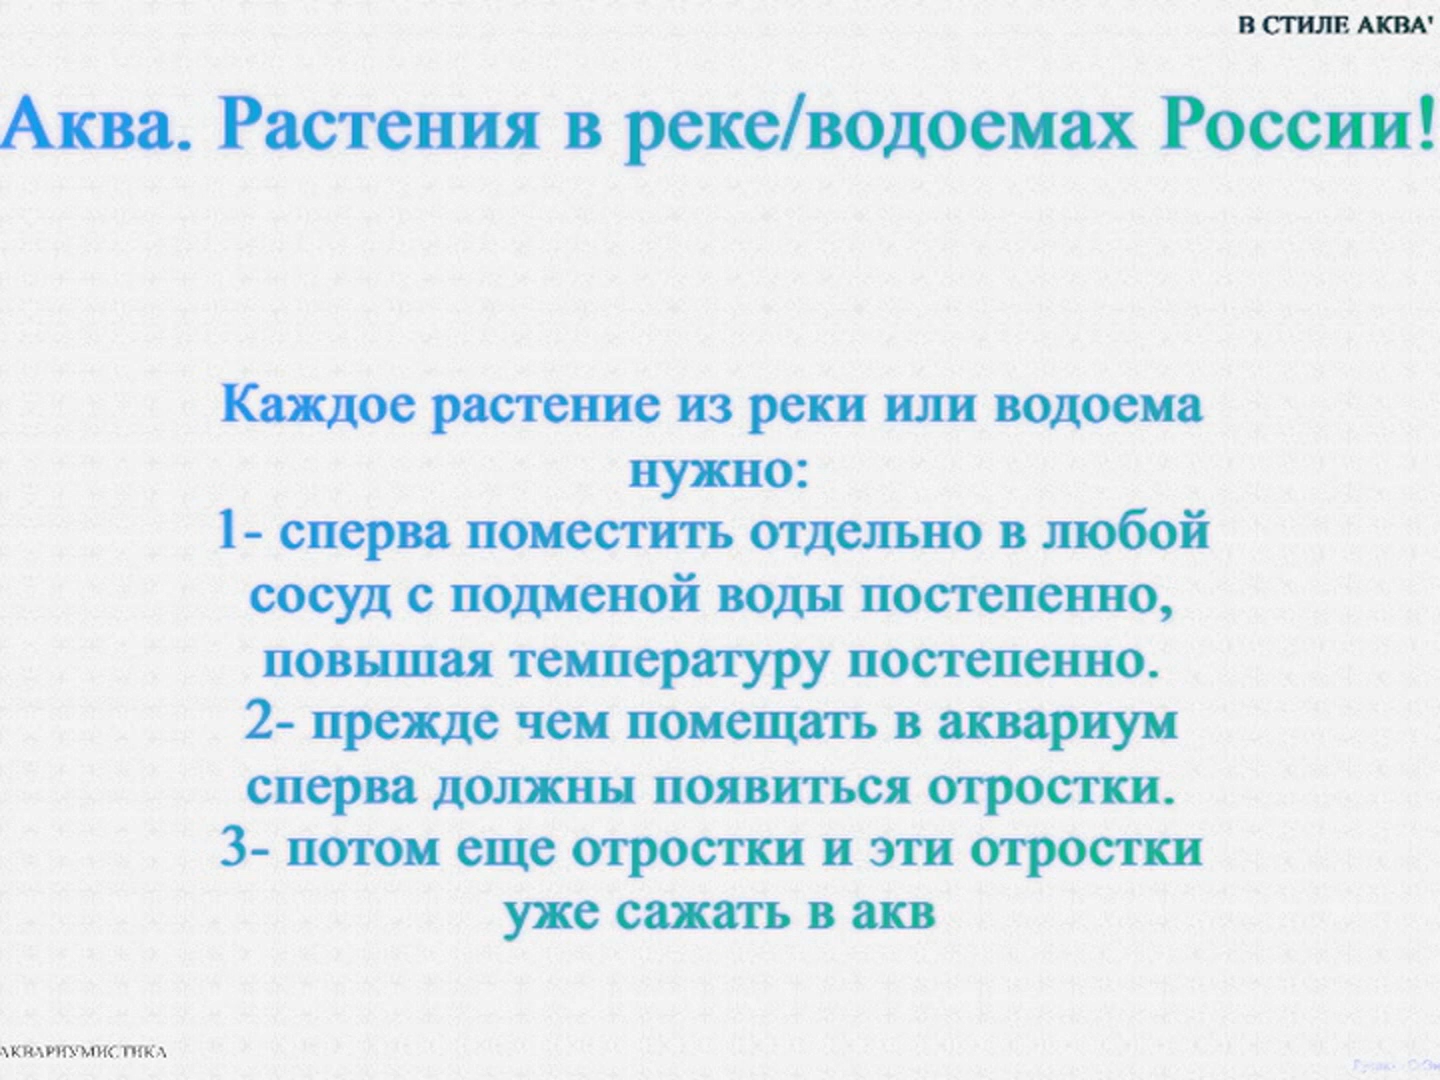 В СТИЛЕ АКВА'
Аква. Растения в реке/водоемах России!
Каждое растение из реки или водоема
нужно:
1- сперва поместить отдельно в любой
сосуд с подменой воды постепенно,
повышая температуру постепенно.
2- прежде чем помещать в аквариум
сперва должны появиться отростки.
3- потом еще отростки и эти отростки
уже сажать в акв
АКВАРИУМИСТИКА